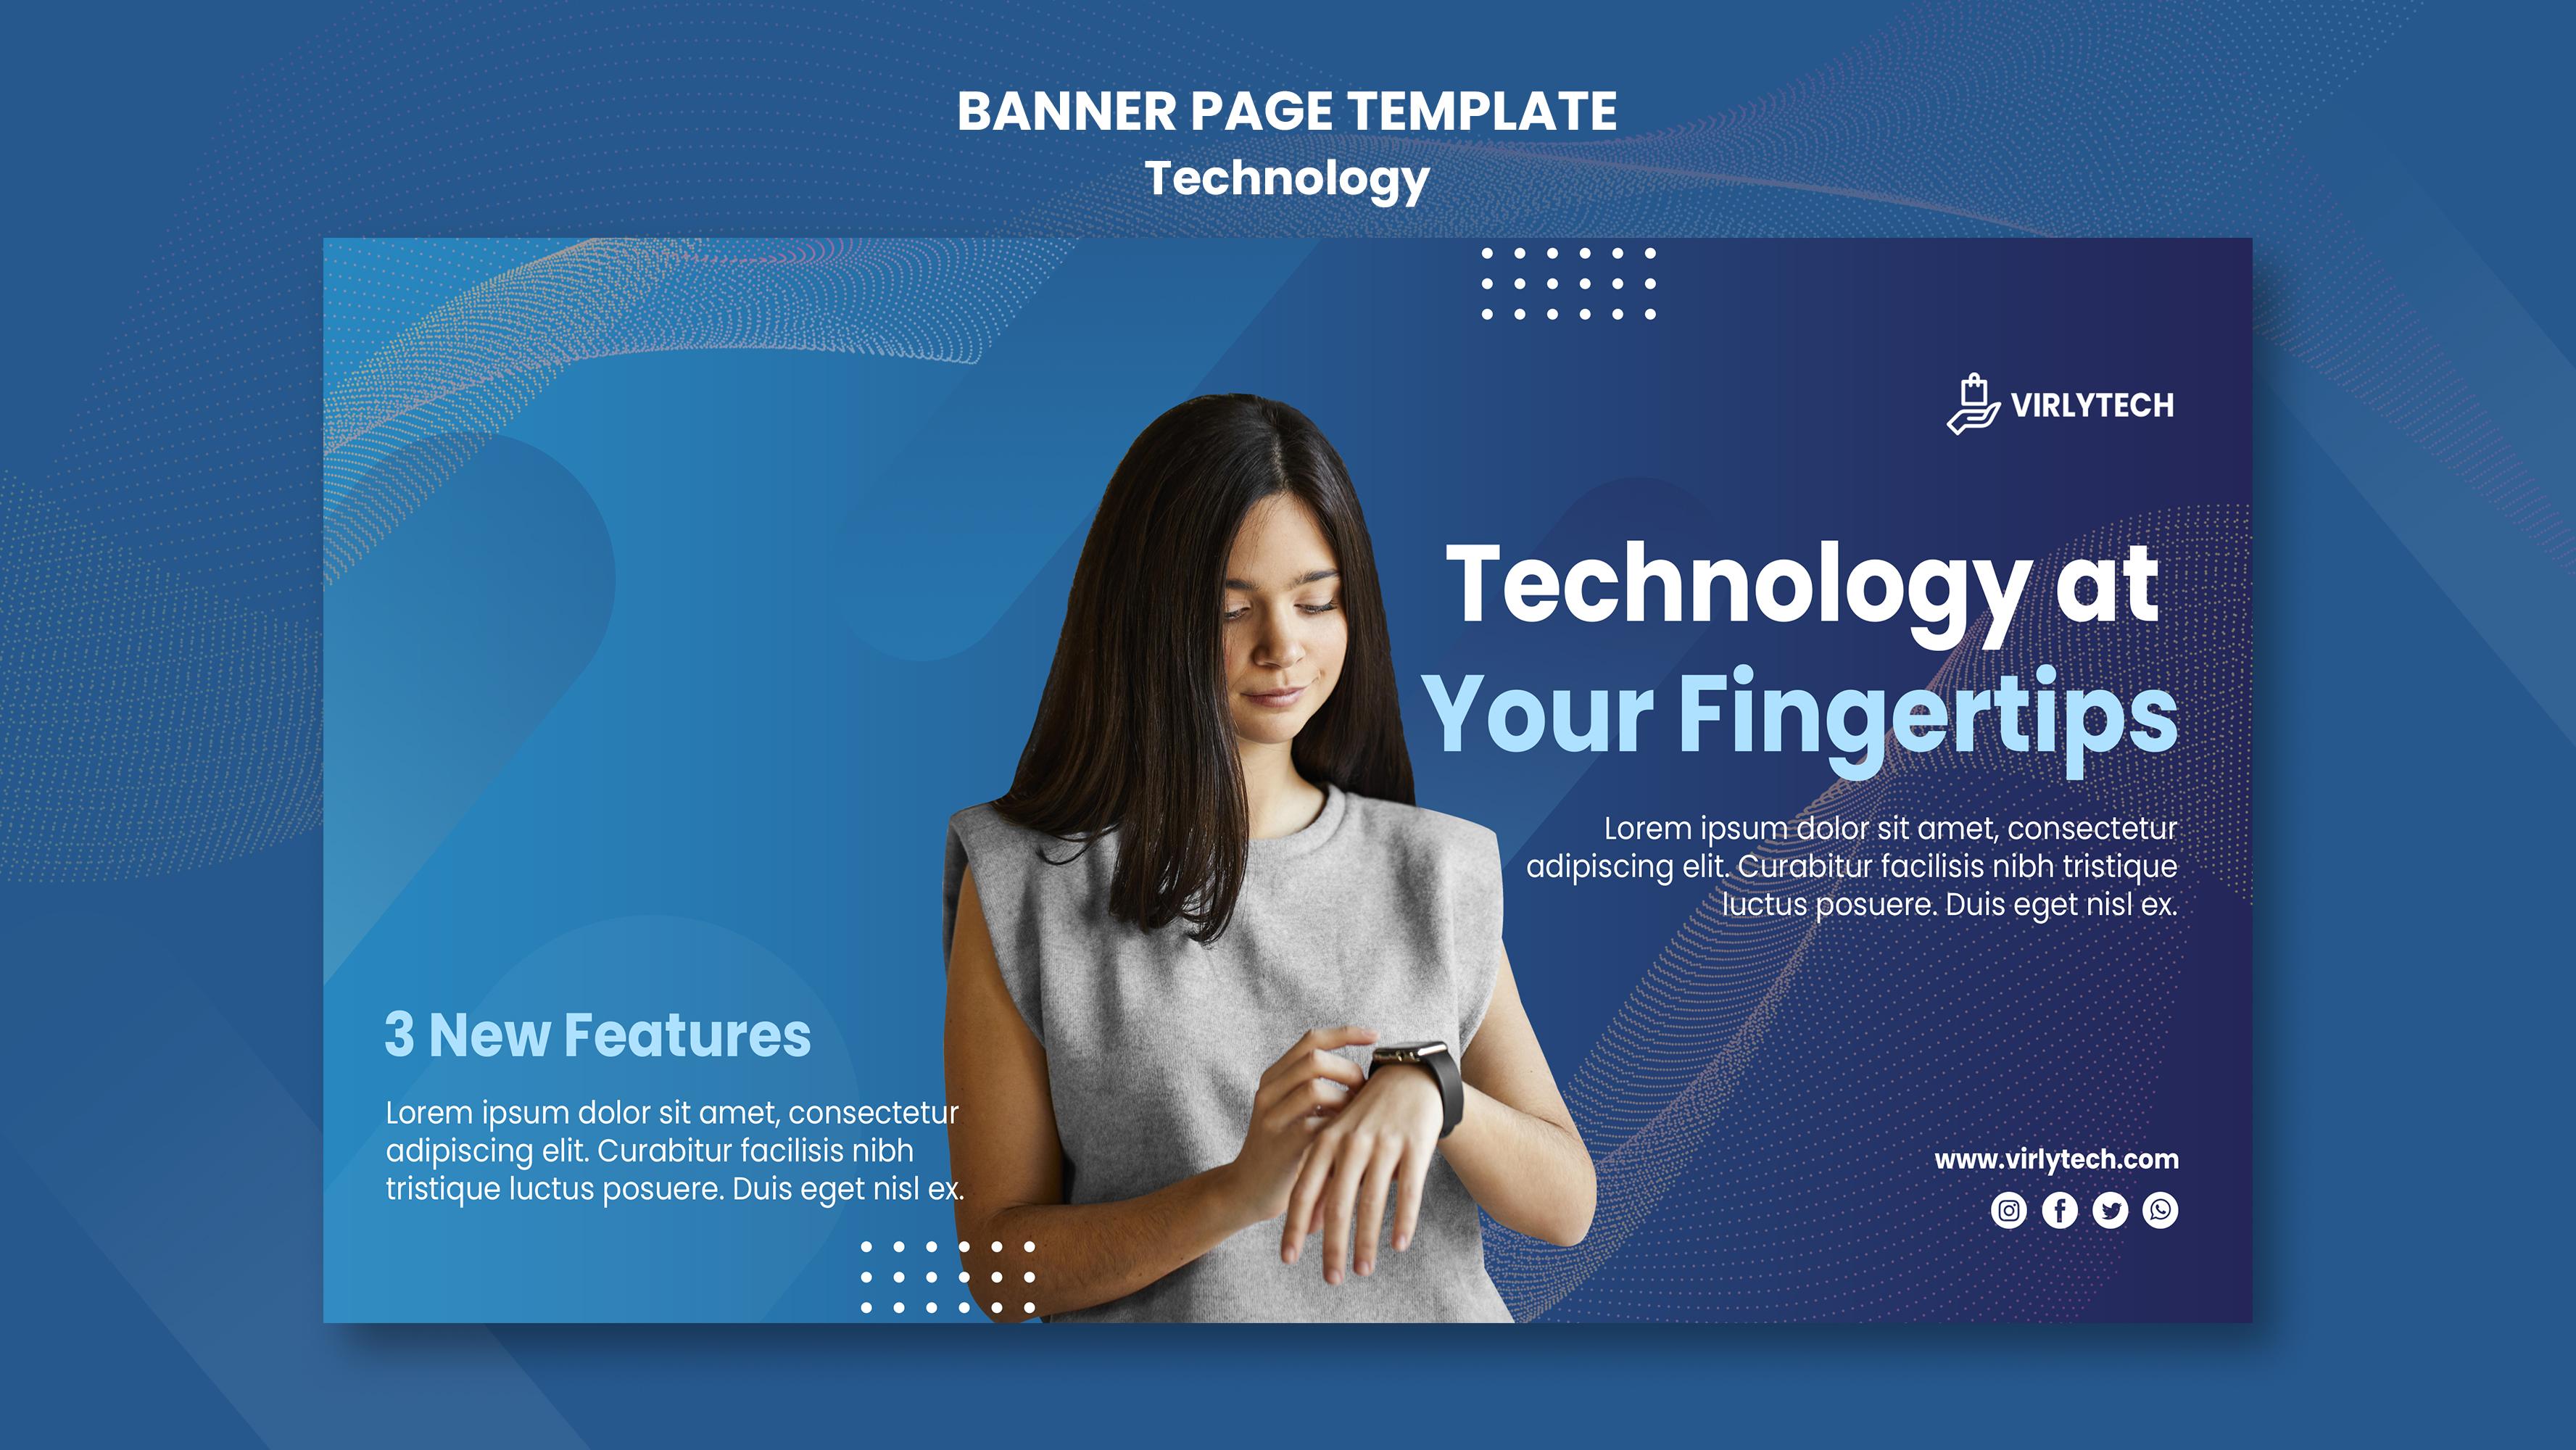 BANNER PAGE TEMPLATE
Technology
VIRLYTECH
Technology at
Your Fingertips
Lorem ipsum dolor sit amet, consectetur
adipiscing elit. Curabitur facilisis nibh tristique
luctus posuere. Duis eget nisl ex.
3 New Features
Lorem ipsum dolor sit amet, consectetur
adipiscing elit. Curabitur facilisis nibh
tristique luctus posuere. Duis eget nisl ex.
www.virlytech.com